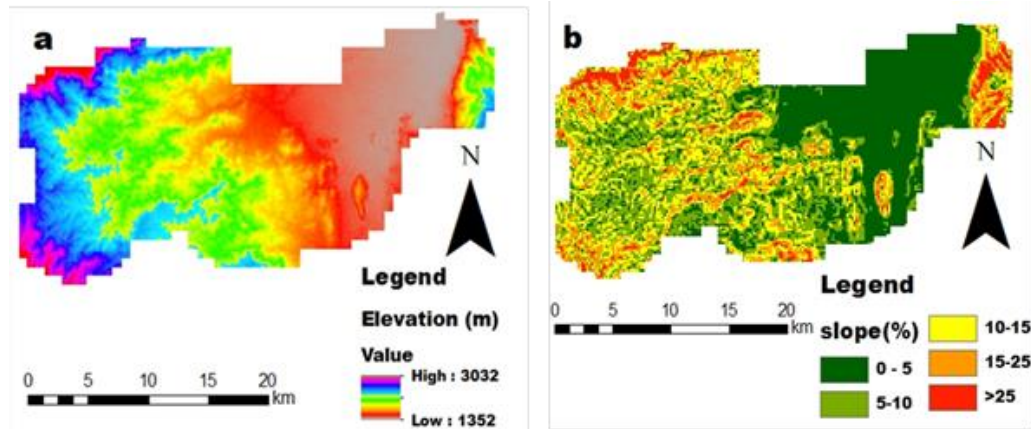 a
N
Legend
Elevation (m)
Value
High : 3032
Low : 1352
0 5 10 15 20
km
b
N
Legend
slope(%)
0 - 5
5-10
10-15
15-25
>25
0 5 10 15 20
km